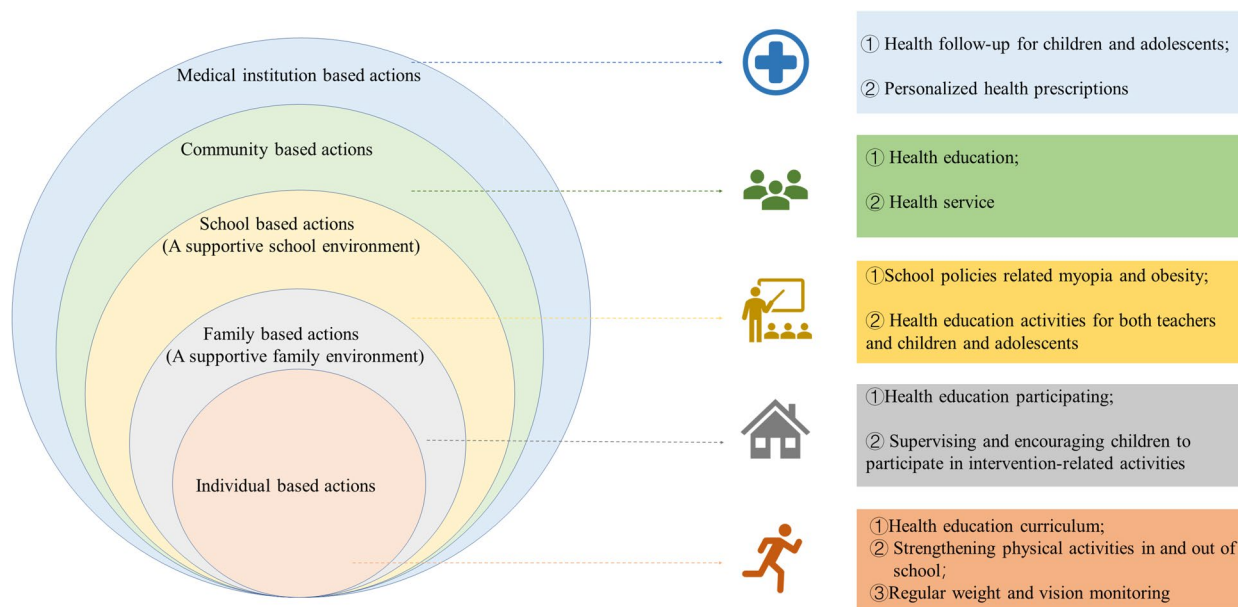 Medical institution based actions
Community based actions
School based actions
(A supportive school environment)
Family based actions
(A supportive family environment)
Individual based actions
① Health follow-up for children and adolescents;
② Personalized health prescriptions
① Health education;
② Health service
①School policies related myopia and obesity;
② Health education activities for both teachers
and children and adolescents
①Health education participating;
② Supervising and encouraging children to
participate in intervention-related activities
①Health education curriculum;
② Strengthening physical activities in and out of
school;
③Regular weight and vision monitoring